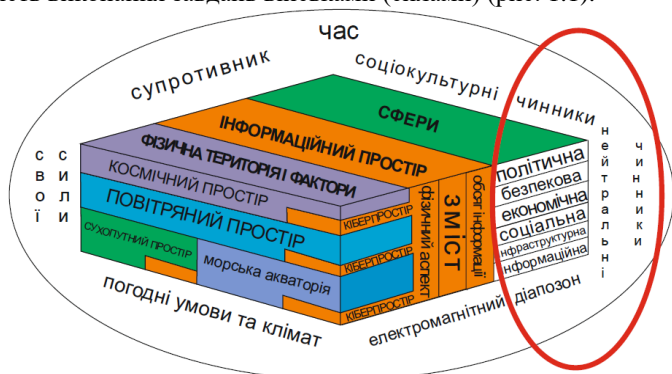 час
супротивник
соціокультурні чинники
СФЕРИ
ІНФОРМАЦІЙНИЙ ПРОСТІР
ФІЗИЧНА ТЕРИТОРІЯ І ФАКТОРИ
КОСМІЧНИЙ ПРОСТІР
ПОВІТРЯНИЙ ПРОСТІР
СУХОПУТНИЙ ПРОСТІР
морська акваторія
КІБЕРПРОСТІР
КІБЕРПРОСТІР
КІБЕРПРОСТІР
фізичний аспект
ЗМІСТ
обсяг інформації
політична
безпекова
економічна
соціальна
нфраструктурна
нформаційна
свої
сили
нейтральні
чинники
погодні умови та клімат
електромагнітний діапазон